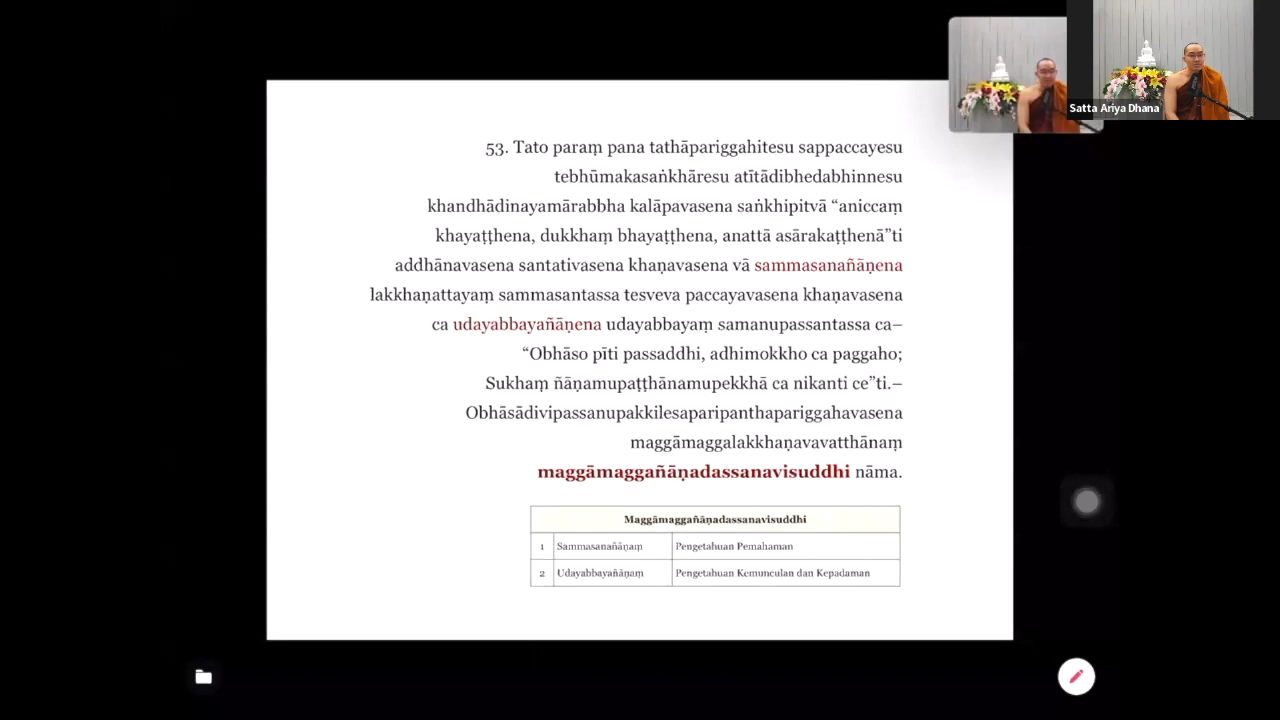 Satta Ariya Dhana
53. Tato paraṃ pana tathāpariggahitesu sappaccayesu
tebhūmakasaṅkhāresu atītādibhedabhinnesu
khandhādinayamārabbha kalāpavasena saṅkhipitvā “aniccaṃ
khayaṭṭhena, dukkhaṃ bhayaṭṭhena, anattā asārakaṭṭhenā”ti
addhānavasena santativasena khaṇavasena vā sammasanañāṇena
lakkhaṇattayaṃ sammasantassa tesveva paccayavasena khaṇavasena
ca udayabbayañāṇena udayabbayaṃ samanupassantassa ca–
“Obhāso pīti passaddhi, adhimokkho ca paggaho;
Sukhaṃ ñāṇamupaṭṭhānamupekkhā ca nikanti ce”ti.–
Obhāsādivipassanupakkilesaparipanthapariggahavasena
maggāmaggalakkhaṇavavatthānaṃ
maggāmaggañāṇadassanavisuddhi nāma.
Maggāmaggañāṇadassanavisuddhi
1 Sammasanañāṇaṃ Pengetahuan Pemahaman
2 Udayabbayañāṇaṃ Pengetahuan Kemunculan dan Kepadaman